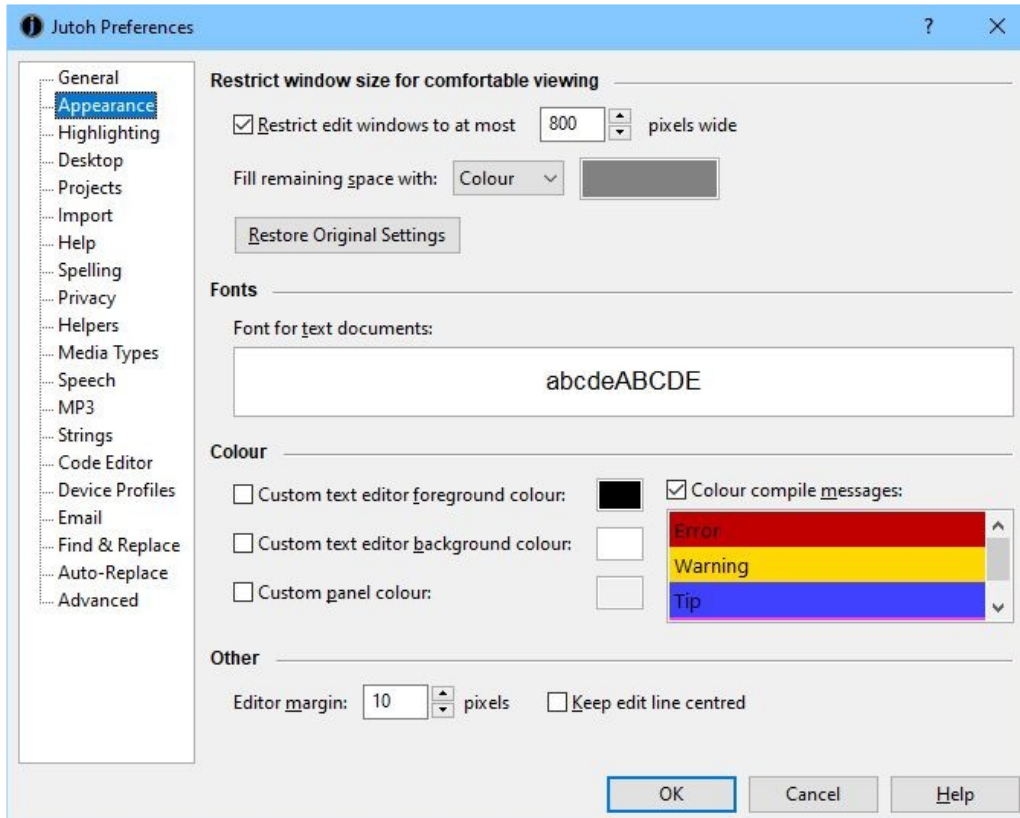 Jutoh Preferences
?
General
Appearance
Highlighting
Desktop
Projects
Import
Help
Spelling
Privacy
Helpers
Media Types
Speech
MP3
Strings
Code Editor
Device Profiles
Email
Find & Replace
Auto-Replace
Advanced
Restrict window size for comfortable viewing
Restrict edit windows to at most 800 pixels wide
Fill remaining space with: Colour
Restore Original Settings
Fonts
Font for text documents:
abcdeABCDE
Colour
Custom text editor foreground colour:
Custom text editor background colour:
Custom panel colour:
Colour compile messages:
Error
Warning
Tip
Other
Editor margin: 10 pixels Keep edit line centred
OK Cancel Help